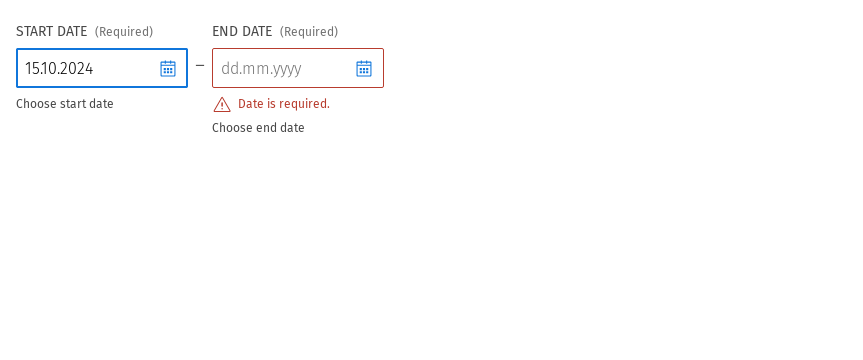 START DATE (Required)
15.10.2024
Choose start date
–
END DATE (Required)
dd.mm.yyyy
Date is required.
Choose end date